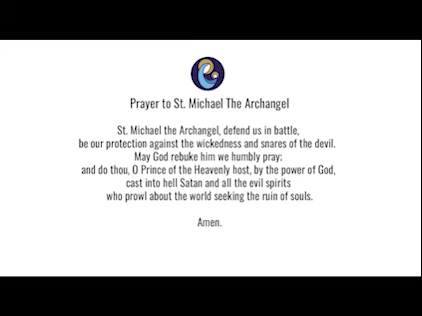 Prayer to St. Michael The Archangel
St. Michael the Archangel, defend us in battle,
be our protection against the wickedness and snares of the devil.
May God rebuke him we humbly pray;
and do thou, O Prince of the Heavenly host, by the power of God,
cast into hell Satan and all the evil spirits
who prowl about the world seeking the ruin of souls.
Amen.